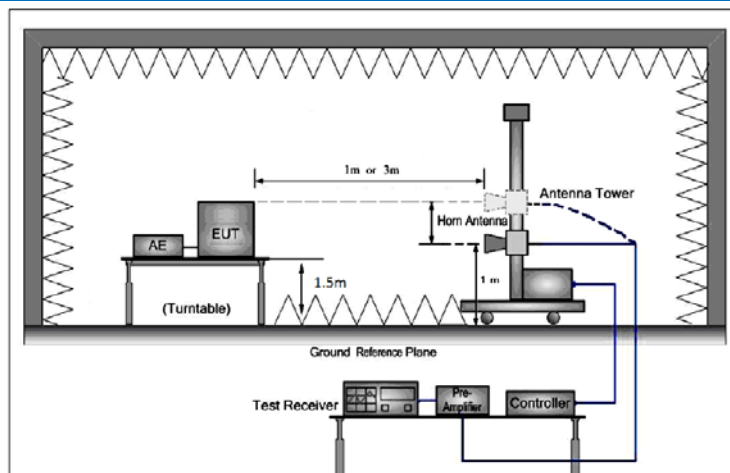 1m or 3m
Antenna Tower
Horn Antenna
EUT
AE
1.5m
1 m
(Turntable)
Ground Reference Plane
Test Receiver
Pre-
Amplifier
Controller